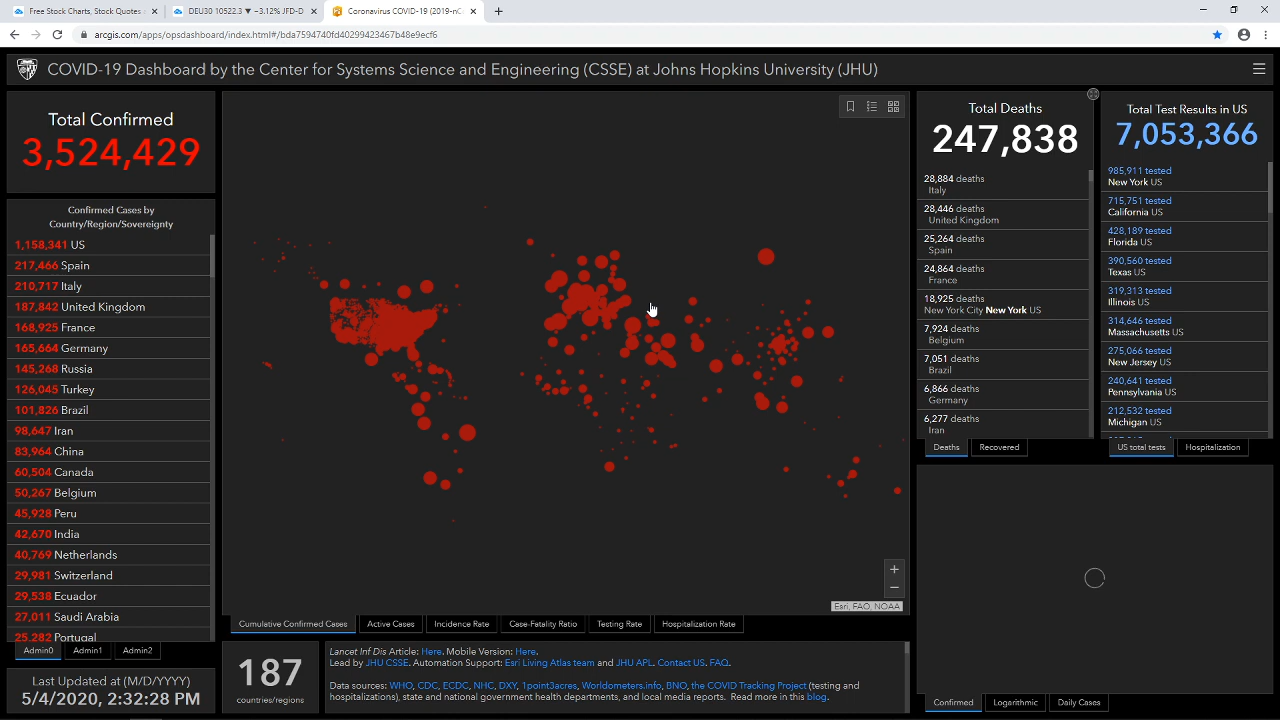 Free Stock Charts, Stock Quotes
DEU30 10522.3 ▼ −3.12% JFD-D
Coronavirus COVID-19 (2019-nC
arcgis.com/apps/opsdashboard/index.html#/bda7594740fd40299423467b48e9ecf6
COVID-19 Dashboard by the Center for Systems Science and Engineering (CSSE) at Johns Hopkins University (JHU)
Total Confirmed
3,524,429
Confirmed Cases by
Country/Region/Sovereignty
1,158,341 US
217,466 Spain
210,717 Italy
187,842 United Kingdom
168,925 France
165,664 Germany
145,268 Russia
126,045 Turkey
101,826 Brazil
98,647 Iran
83,964 China
60,504 Canada
50,267 Belgium
45,928 Peru
42,670 India
40,769 Netherlands
29,981 Switzerland
29,538 Ecuador
27,011 Saudi Arabia
25,282 Portugal
Admin0
Admin1
Admin2
Last Updated at (M/D/YYYY)
5/4/2020, 2:32:28 PM
+
−
Esri, FAO, NOAA
Cumulative Confirmed Cases
Active Cases
Incidence Rate
Case-Fatality Ratio
Testing Rate
Hospitalization Rate
187
countries/regions
Lancet Inf Dis Article: Here. Mobile Version: Here.
Lead by JHU CSSE. Automation Support: Esri Living Atlas team and JHU APL. Contact US. FAQ.
Data sources: WHO, CDC, ECDC, NHC, DXY, 1point3acres, Worldometers.info, BNO, the COVID Tracking Project (testing and
hospitalizations), state and national government health departments, and local media reports. Read more in this blog.
Total Deaths
247,838
28,884 deaths
Italy
28,446 deaths
United Kingdom
25,264 deaths
Spain
24,864 deaths
France
18,925 deaths
New York City New York US
7,924 deaths
Belgium
7,051 deaths
Brazil
6,866 deaths
Germany
6,277 deaths
Iran
Deaths
Recovered
Total Test Results in US
7,053,366
985,911 tested
New York US
715,751 tested
California US
428,189 tested
Florida US
390,560 tested
Texas US
319,313 tested
Illinois US
314,646 tested
Massachusetts US
275,066 tested
New Jersey US
240,641 tested
Pennsylvania US
212,532 tested
Michigan US
US total tests
Hospitalization
Confirmed
Logarithmic
Daily Cases